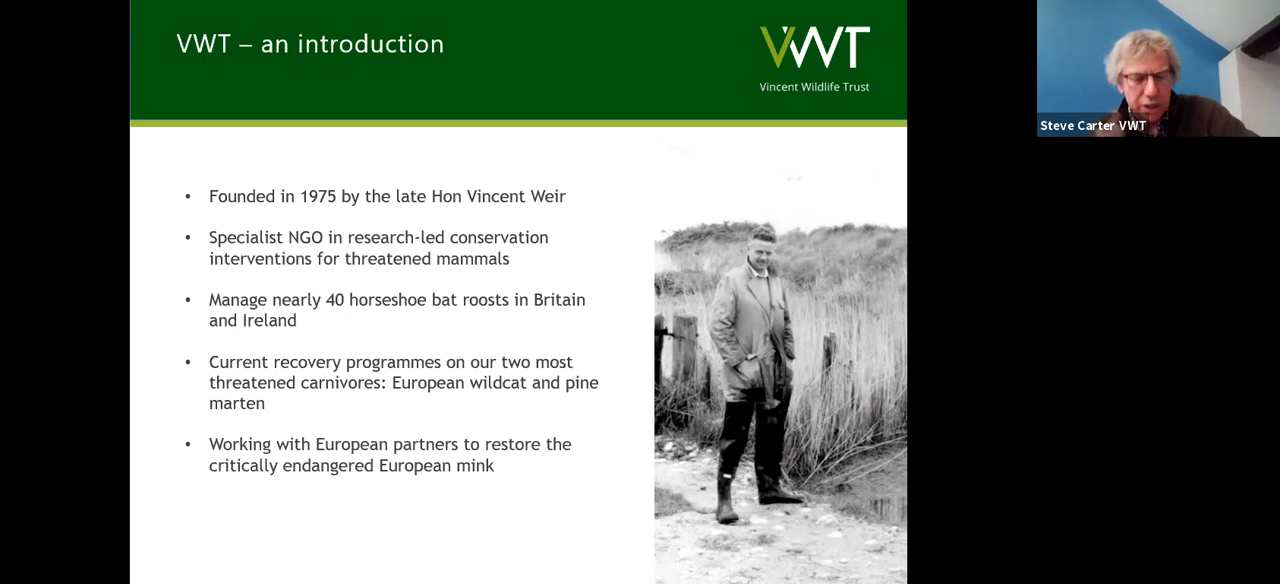 VWT – an introduction
VWT
Vincent Wildlife Trust
Steve Carter VWT
• Founded in 1975 by the late Hon Vincent Weir
• Specialist NGO in research-led conservation
interventions for threatened mammals
• Manage nearly 40 horseshoe bat roosts in Britain
and Ireland
• Current recovery programmes on our two most
threatened carnivores: European wildcat and pine
marten
• Working with European partners to restore the
critically endangered European mink